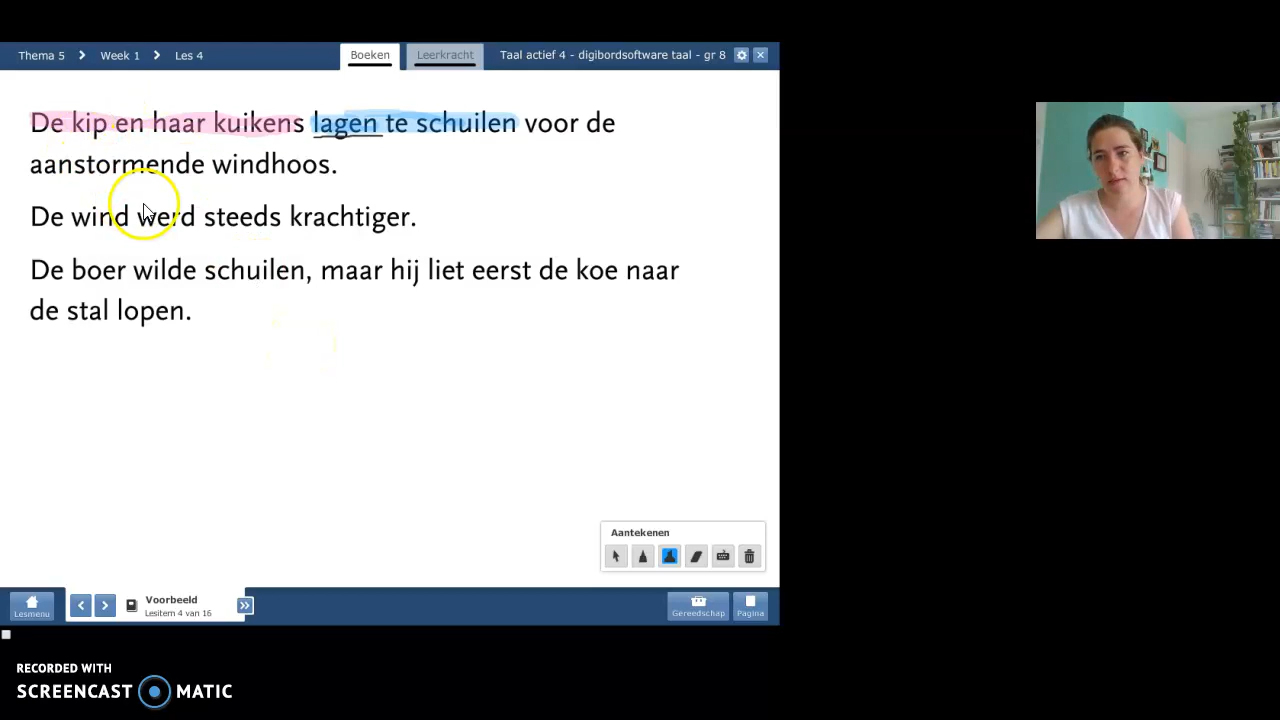 Thema 5 > Week 1 > Les 4
Boeken
Leerkracht
Taal actief 4 - digibordsoftware taal - gr 8
De kip en haar kuikens lagen te schuilen voor de
aanstormende windhoos.
De wind werd steeds krachtiger.
De boer wilde schuilen, maar hij liet eerst de koe naar
de stal lopen.
Aantekenen
Lesmenu
Voorbeeld
Lesitem 4 van 16
Gereedschap
Pagina
RECORDED WITH
SCREENCAST MATIC